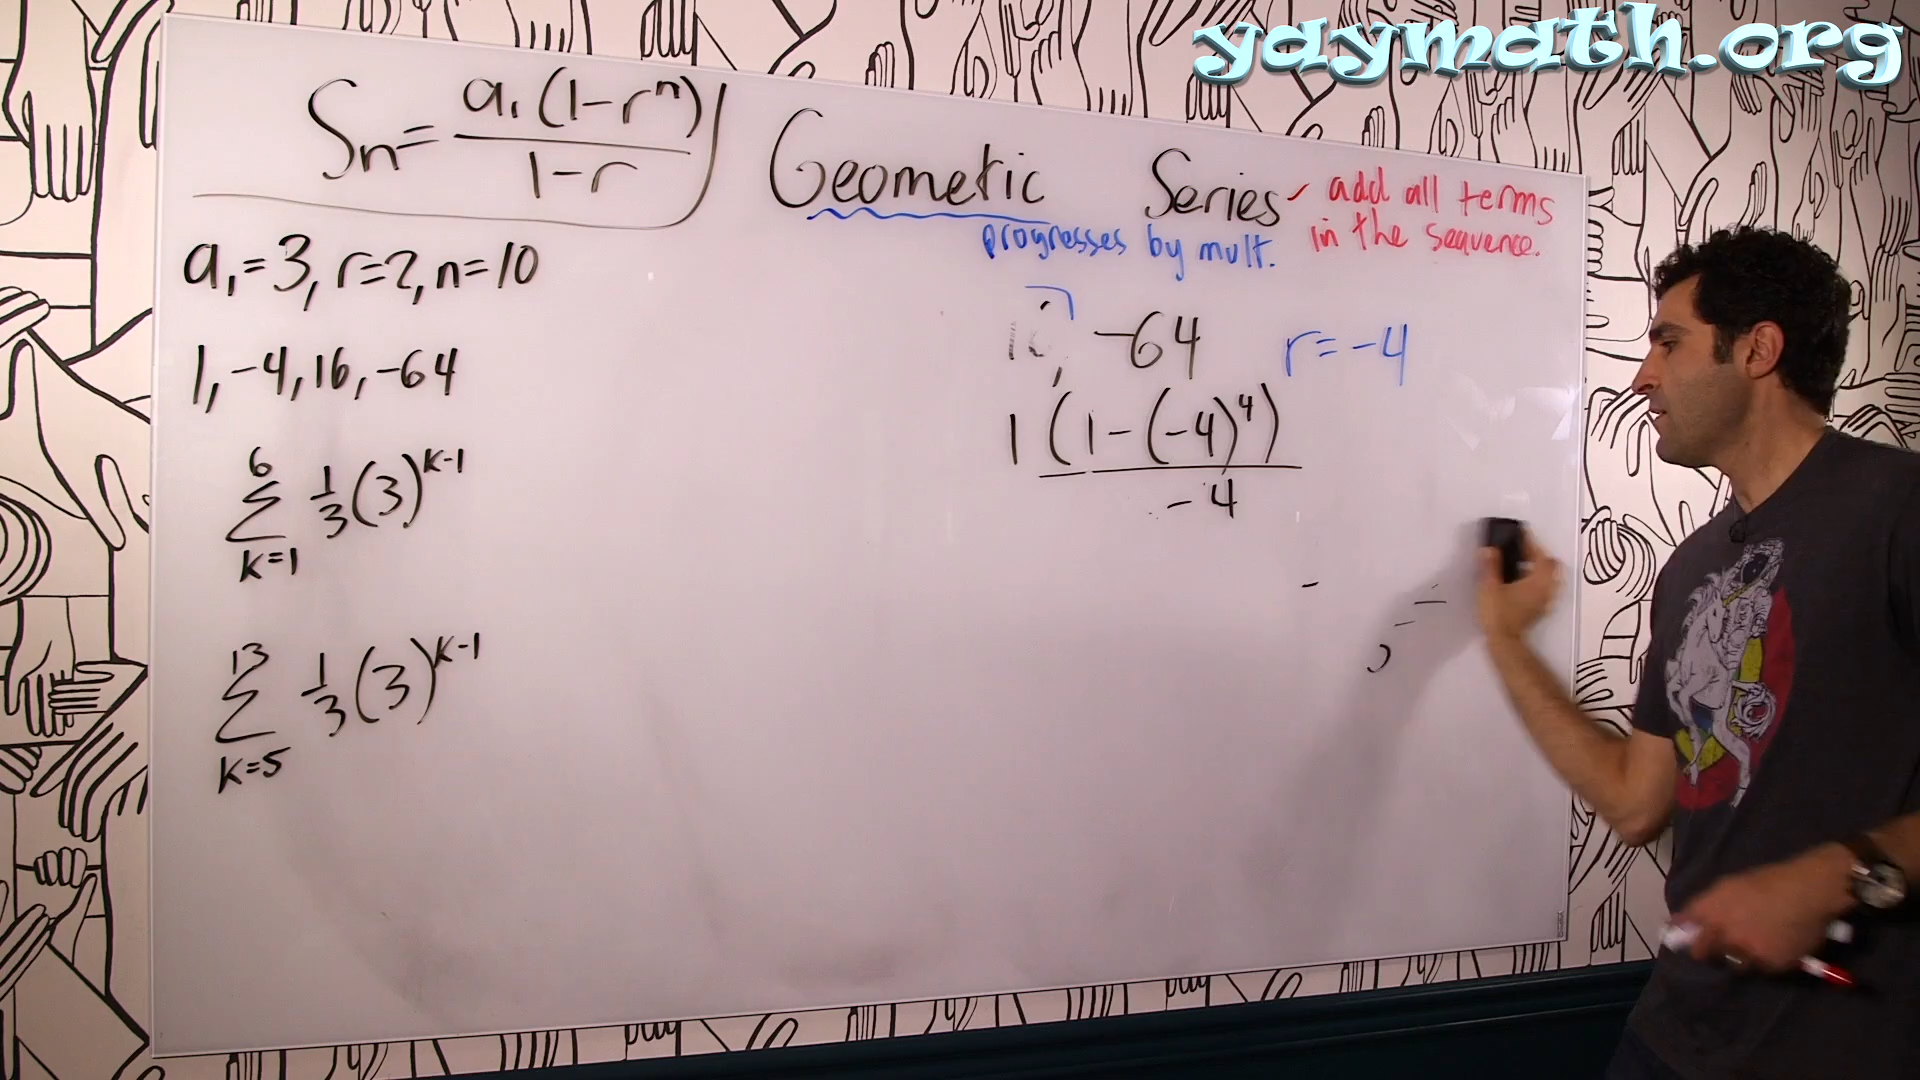 yaymath.org
Sn = a₁(1-rⁿ) / 1-r
Geometic Series - add all terms
in the sequence.
progresses by mult.
a₁=3, r=2, n=10
1, -4, 16, -64
6
Σ 1/3(3)^(k-1)
k=1
13
Σ 1/3(3)^(k-1)
k=5
, -64 r=-4
1(1-(-4)⁴)
-4